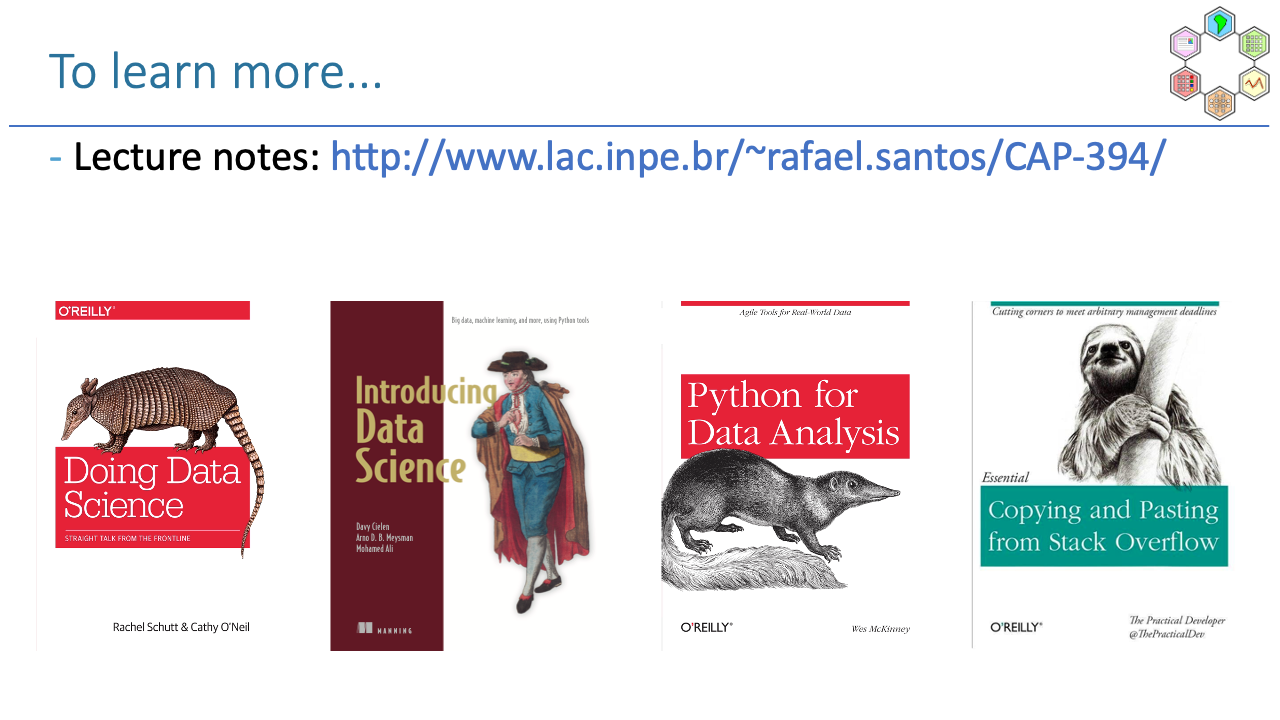 To learn more...
- Lecture notes: http://www.lac.inpe.br/~rafael.santos/CAP-394/
O'REILLY®
Doing Data
Science
STRAIGHT TALK FROM THE FRONTLINE
Rachel Schutt & Cathy O'Neil
Big data, machine learning, and more, using Python tools
Introducing
Data
Science
Davy Cielen
Arno D. B. Meysman
Mohamed Ali
MANNING
Agile Tools for Real-World Data
Python for
Data Analysis
O'REILLY®
Wes McKinney
Cutting corners to meet arbitrary management deadlines
Essential
Copying and Pasting
from Stack Overflow
O'REILLY®
The Practical Developer
@ThePracticalDev